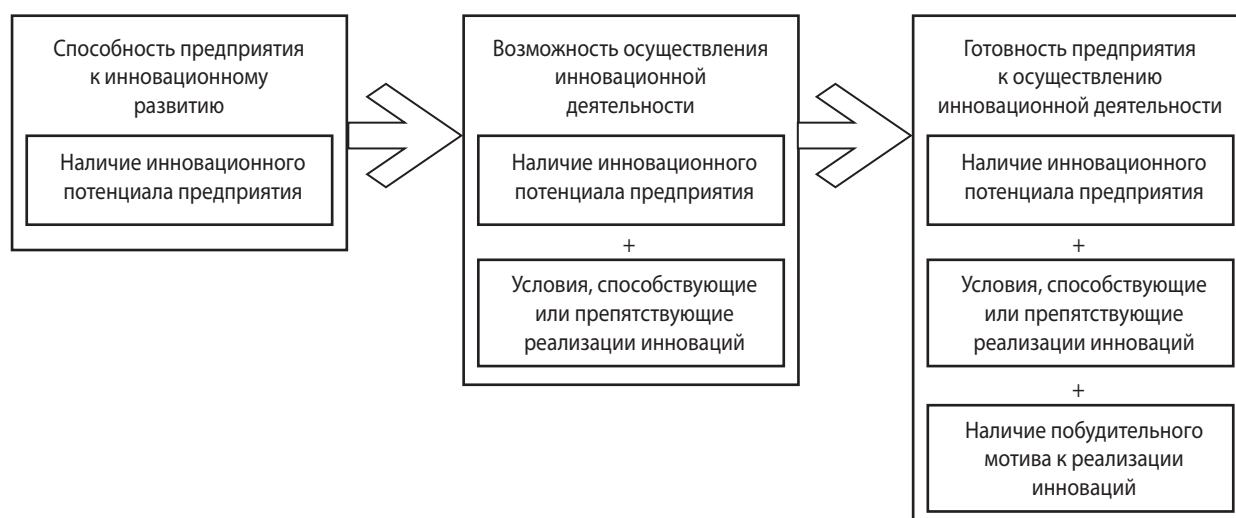 Способность предприятия
к инновационному
развитию
Наличие инновационного
потенциала предприятия
Возможность осуществления
инновационной
деятельности
Наличие инновационного
потенциала предприятия
+
Условия, способствующие
или препятствующие
реализации инноваций
Готовность предприятия
к осуществлению
инновационной деятельности
Наличие инновационного
потенциала предприятия
+
Условия, способствующие
или препятствующие
реализации инноваций
+
Наличие побудительного
мотива к реализации
инноваций